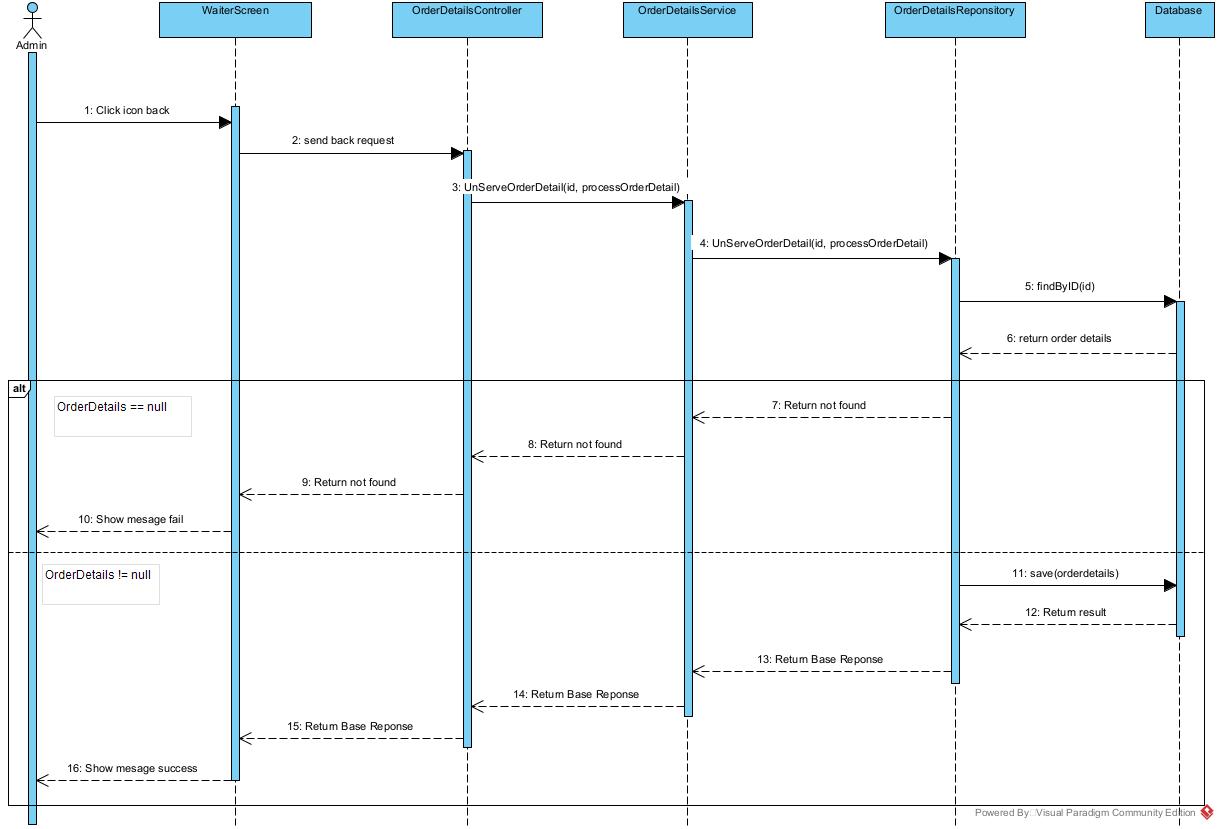 WaiterScreen
OrderDetailsController
OrderDetailsService
OrderDetailsReponsitory
Database
Admin
1: Click icon back
2: send back request
3: UnServeOrderDetail(id, processOrderDetail)
4: UnServeOrderDetail(id, processOrderDetail)
5: findByID(id)
6: return order details
alt
OrderDetails == null
7: Return not found
8: Return not found
9: Return not found
10: Show mesage fail
OrderDetails != null
11: save(orderdetails)
12: Return result
13: Return Base Reponse
14: Return Base Reponse
15: Return Base Reponse
16: Show mesage success
Powered By Visual Paradigm Community Edition